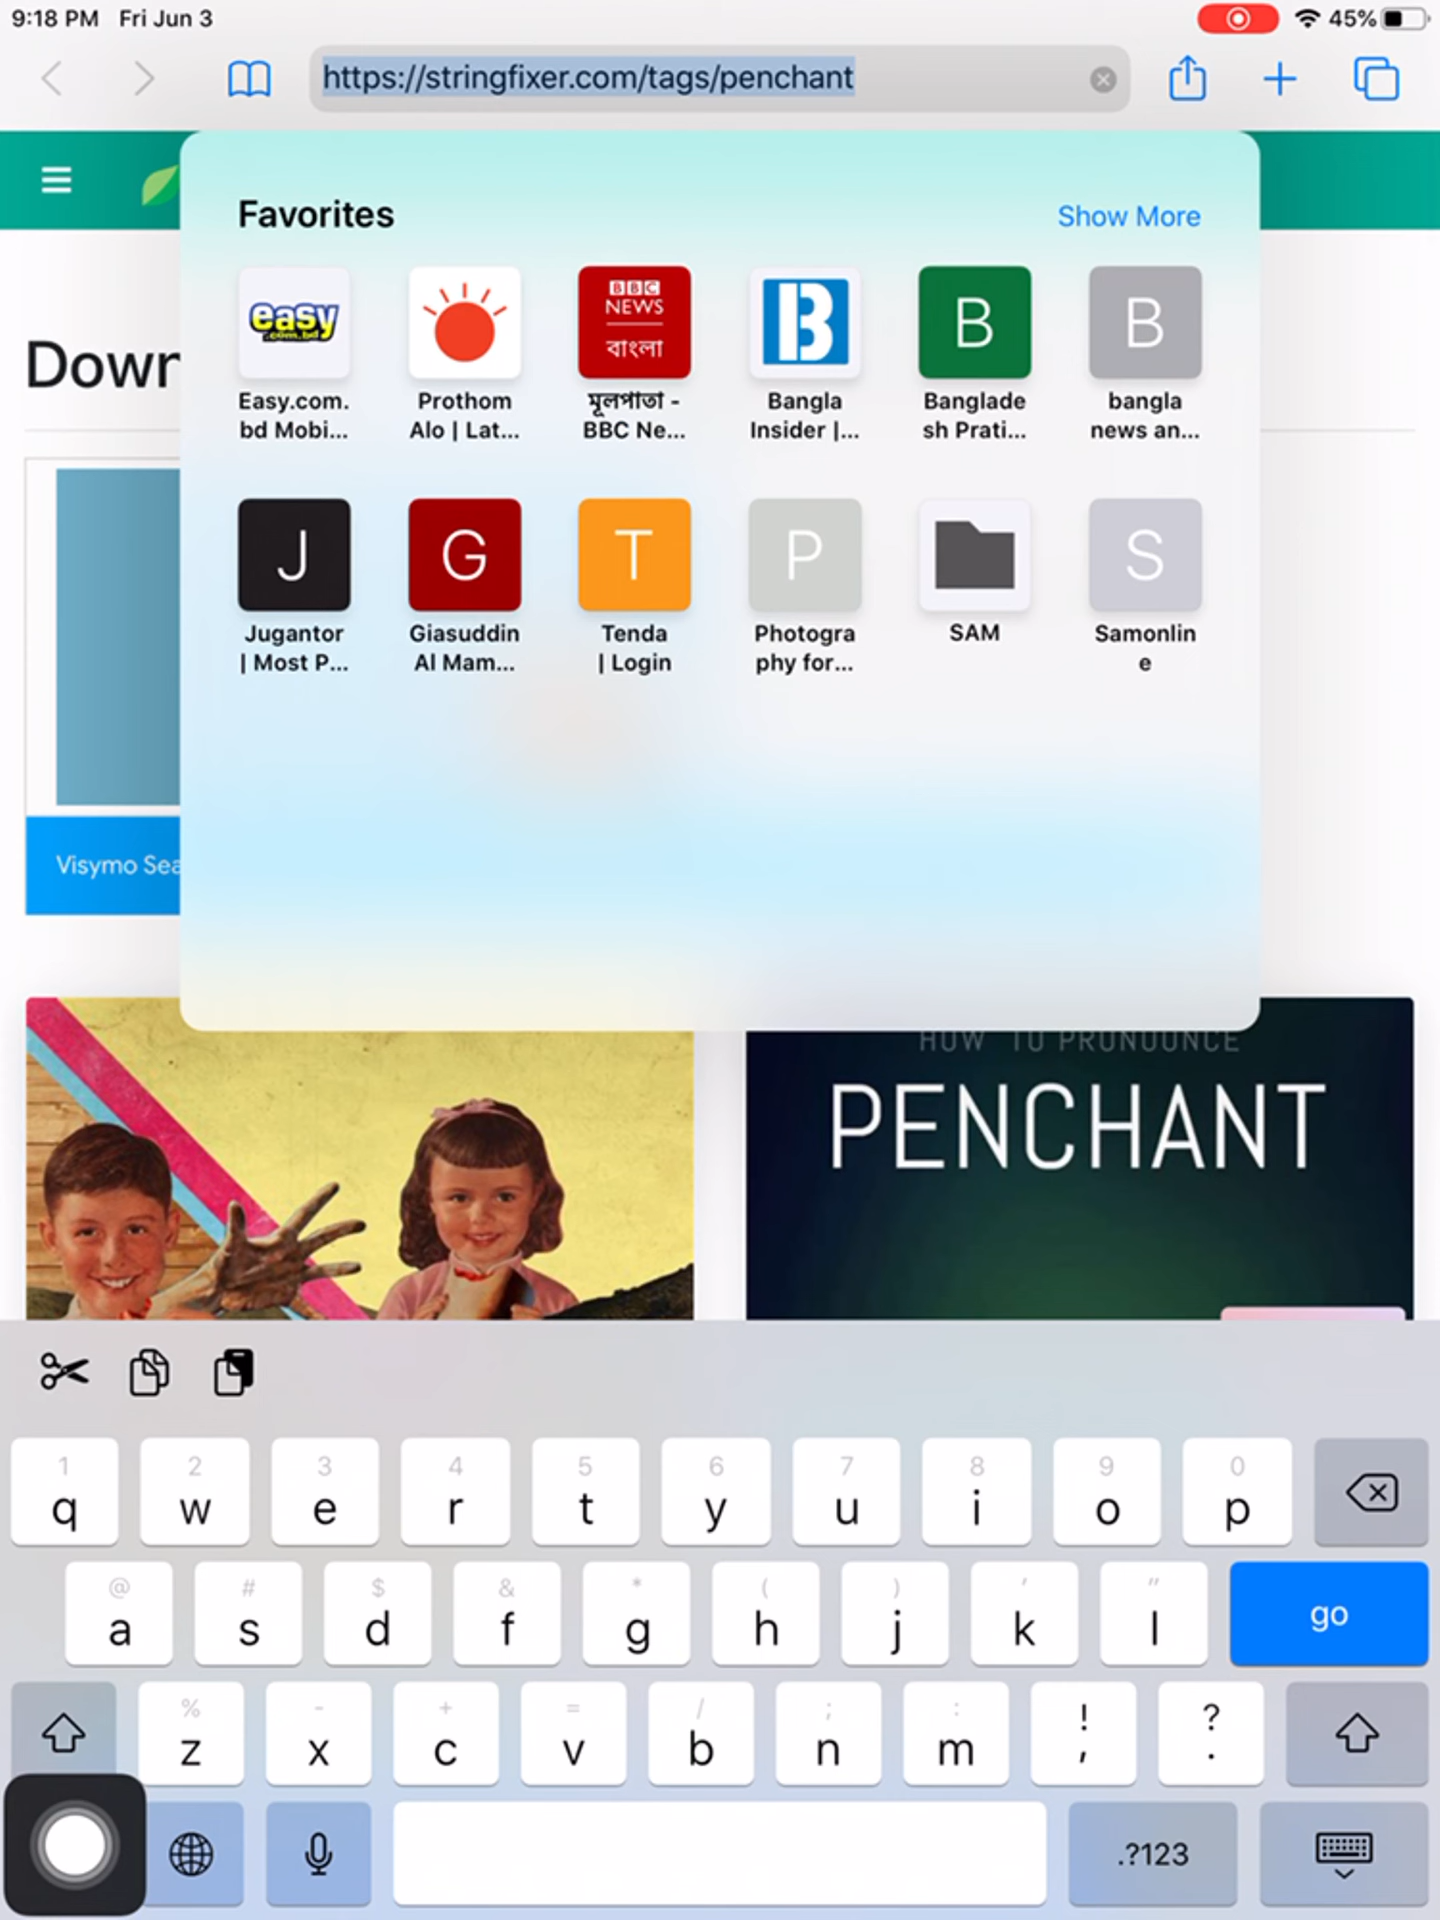 9:18 PM Fri Jun 3
45%
https://stringfixer.com/tags/penchant
Favorites
Show More
easy
.com.bd
BBC
NEWS
বাংলা
B
B
B
Easy.com.
bd Mobi...
Prothom
Alo | Lat...
মূলপাতা -
BBC Ne...
Bangla
Insider |...
Banglade
sh Prati...
bangla
news an...
J
G
T
P
S
Jugantor
| Most P...
Giasuddin
Al Mam...
Tenda
| Login
Photogra
phy for...
SAM
Samonlin
e
Down
Visymo Sea
HOW TO PRONOUNCE
PENCHANT
1 2 3 4 5 6 7 8 9 0
q w e r t y u i o p
@ # $ & * ( ) ' "
a s d f g h j k l
go
% - + = / ; : ! ?
z x c v b n m , .
.?123